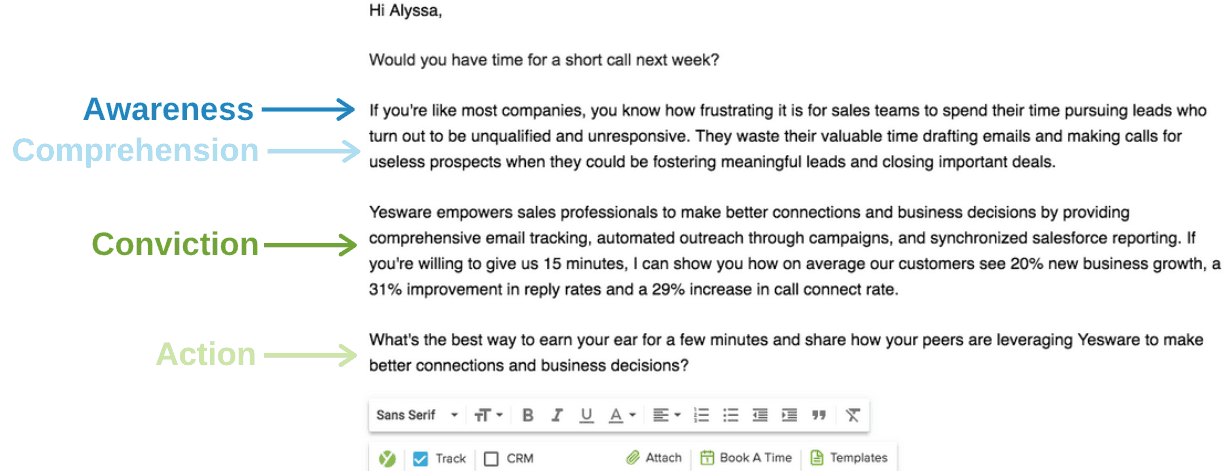 Hi Alyssa,
Would you have time for a short call next week?
Awareness
If you're like most companies, you know how frustrating it is for sales teams to spend their time pursuing leads who
turn out to be unqualified and unresponsive. They waste their valuable time drafting emails and making calls for
Comprehension
useless prospects when they could be fostering meaningful leads and closing important deals.
Yesware empowers sales professionals to make better connections and business decisions by providing
Conviction
comprehensive email tracking, automated outreach through campaigns, and synchronized salesforce reporting. If
you're willing to give us 15 minutes, I can show you how on average our customers see 20% new business growth, a
31% improvement in reply rates and a 29% increase in call connect rate.
What's the best way to earn your ear for a few minutes and share how your peers are leveraging Yesware to make
Action
better connections and business decisions?
Sans Serif
Track CRM Attach Book A Time Templates